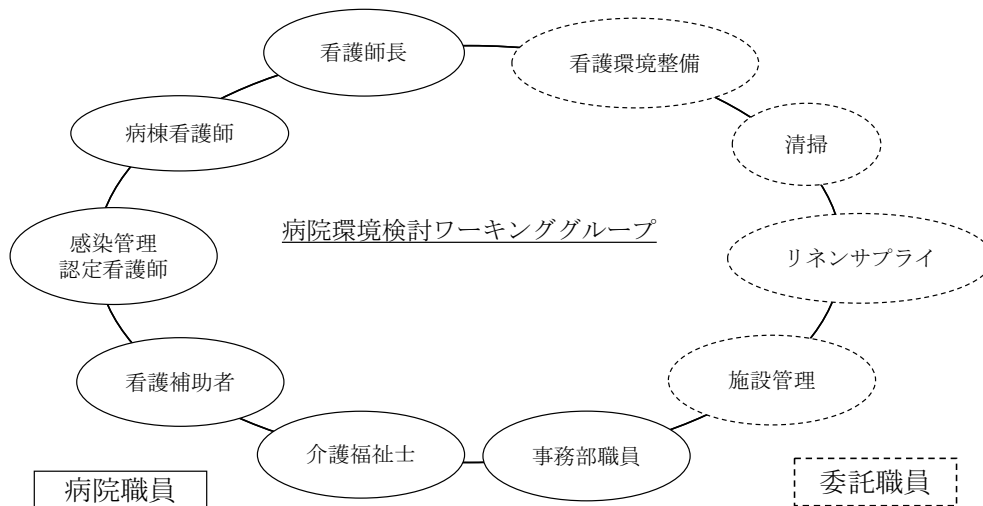 看護師長
看護環境整備
病棟看護師
清掃
病院環境検討ワーキンググループ
感染管理
認定看護師
リネンサプライ
看護補助者
施設管理
介護福祉士
事務部職員
病院職員
委託職員